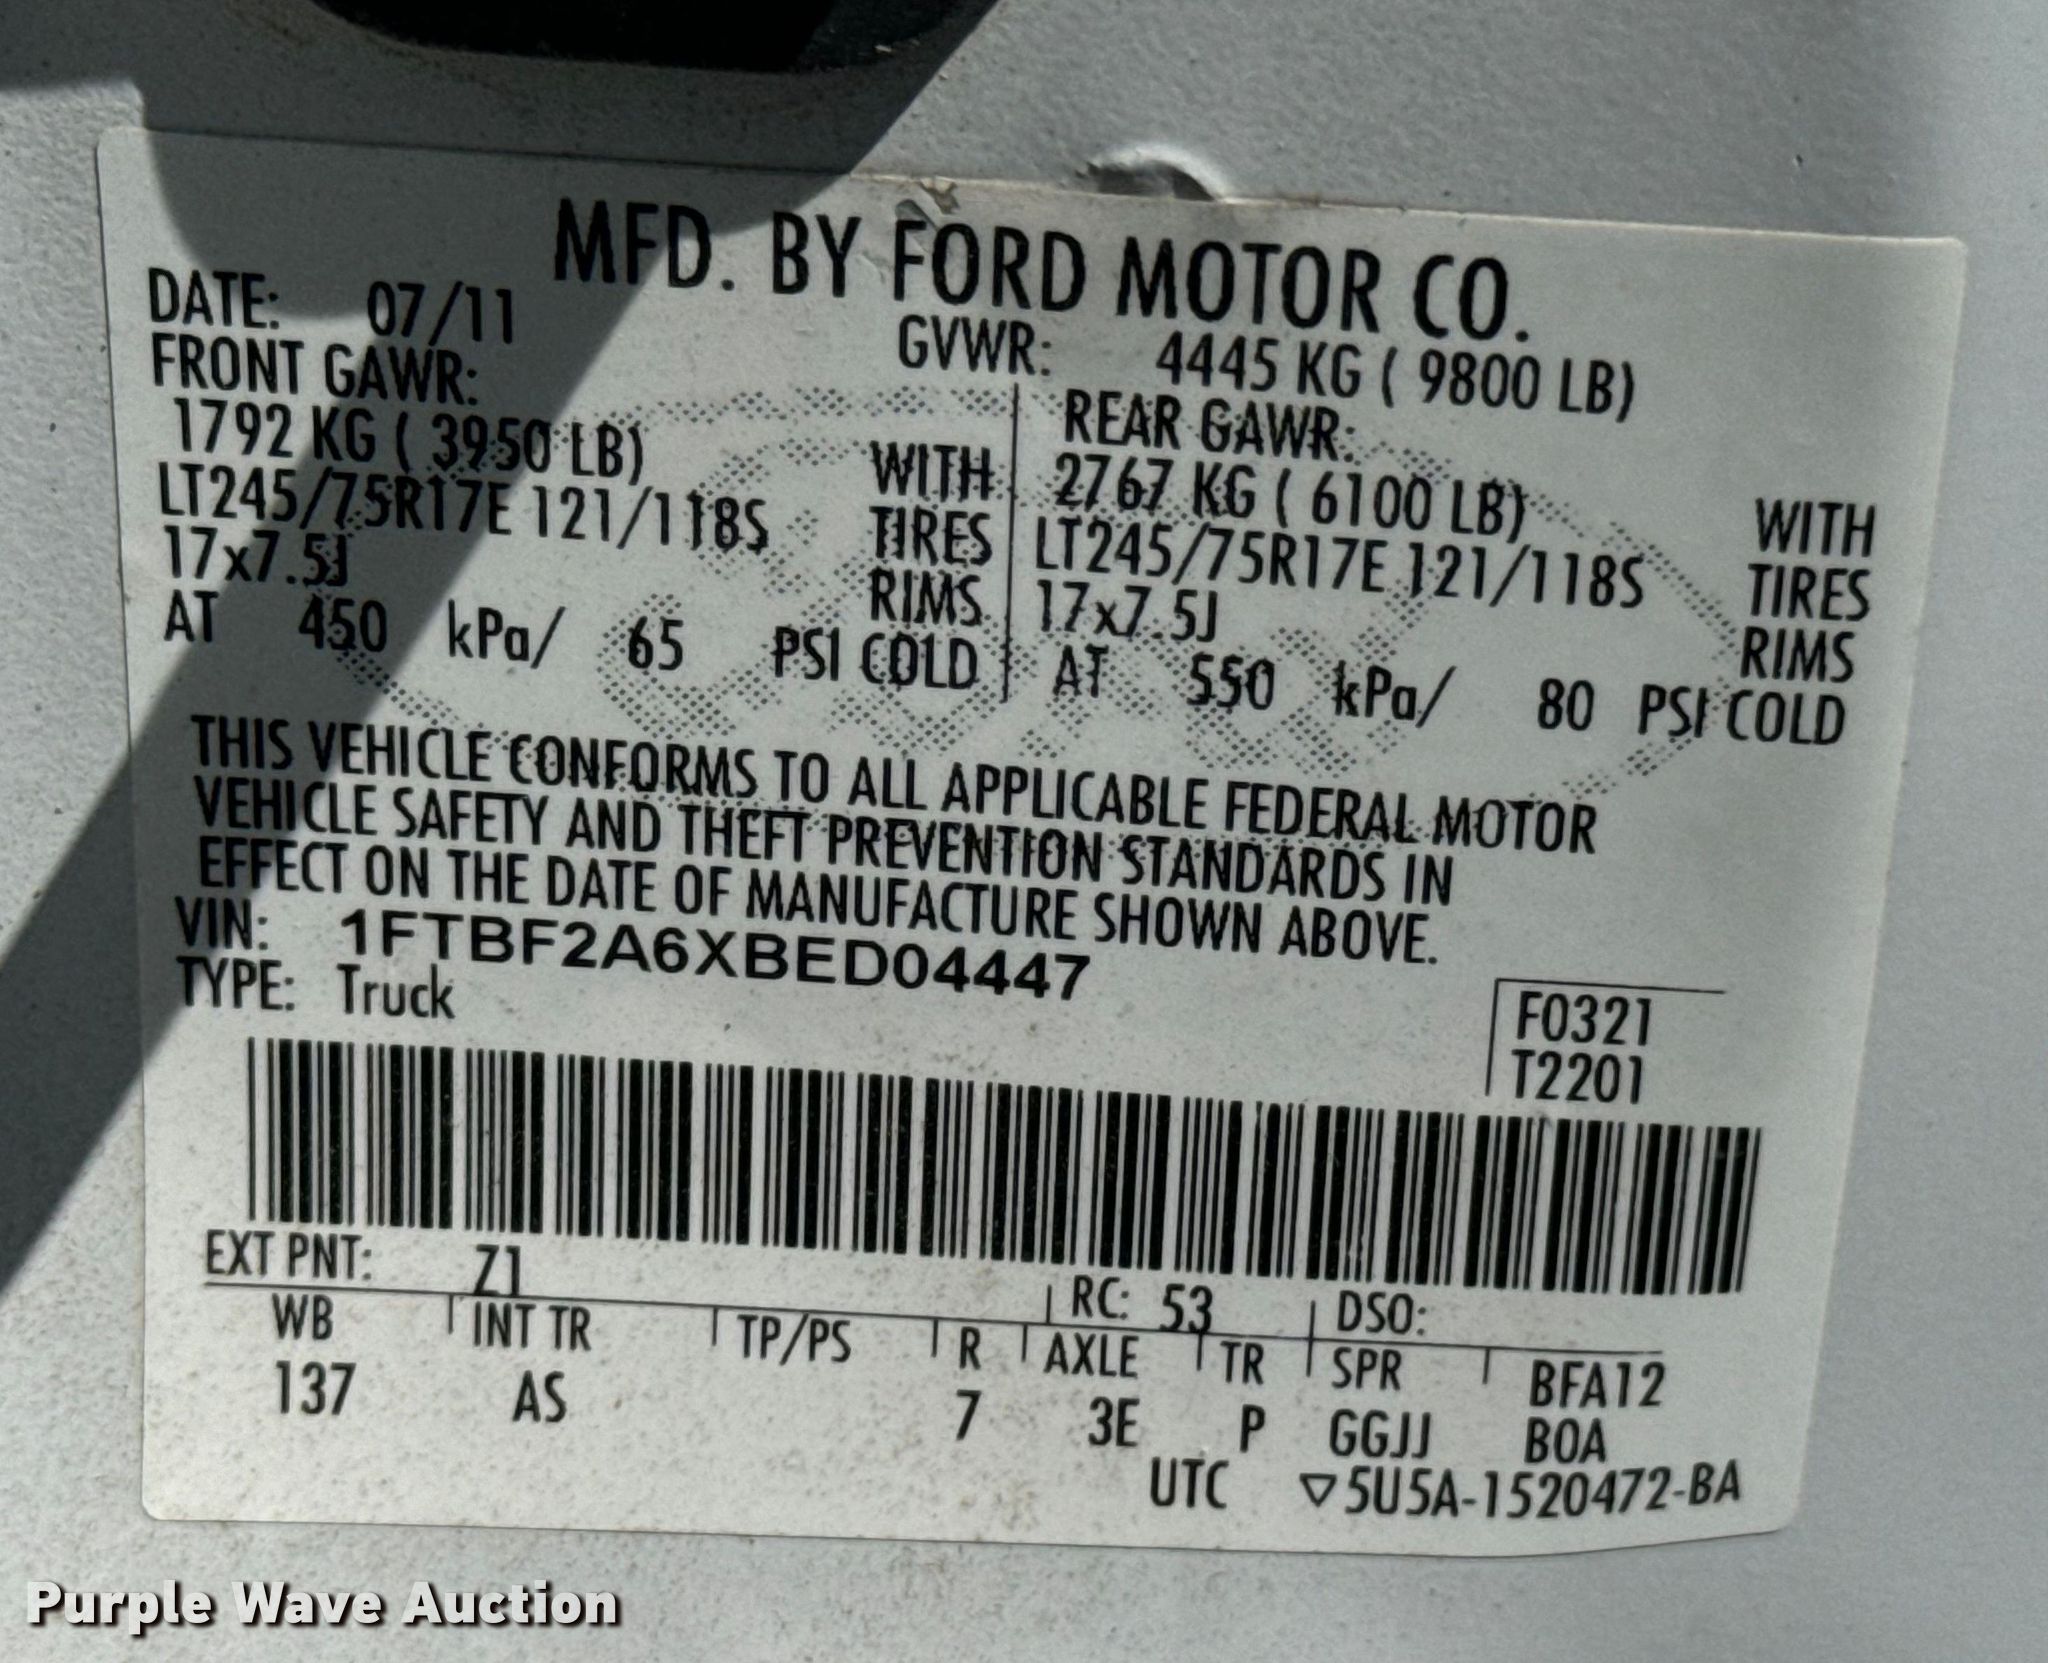 MFD. BY FORD MOTOR CO.
DATE: 07/11 GVWR: 4445 KG ( 9800 LB)
FRONT GAWR: REAR GAWR:
1792 KG ( 3950 LB) WITH 2767 KG ( 6100 LB) WITH
LT245/75R17E 121/118S TIRES LT245/75R17E 121/118S TIRES
17x7.5J RIMS 17x7.5J RIMS
AT 450 kPa/ 65 PSI COLD AT 550 kPa/ 80 PSI COLD
THIS VEHICLE CONFORMS TO ALL APPLICABLE FEDERAL MOTOR
VEHICLE SAFETY AND THEFT PREVENTION STANDARDS IN
EFFECT ON THE DATE OF MANUFACTURE SHOWN ABOVE.
VIN: 1FTBF2A6XBED04447
TYPE: Truck
F0321
T2201
EXT PNT: Z1 RC: 53 DSO:
WB INT TR TP/PS R AXLE TR SPR BFA12
137 AS 7 3E P GGJJ BOA
UTC ▽5U5A-1520472-BA
Purple Wave Auction